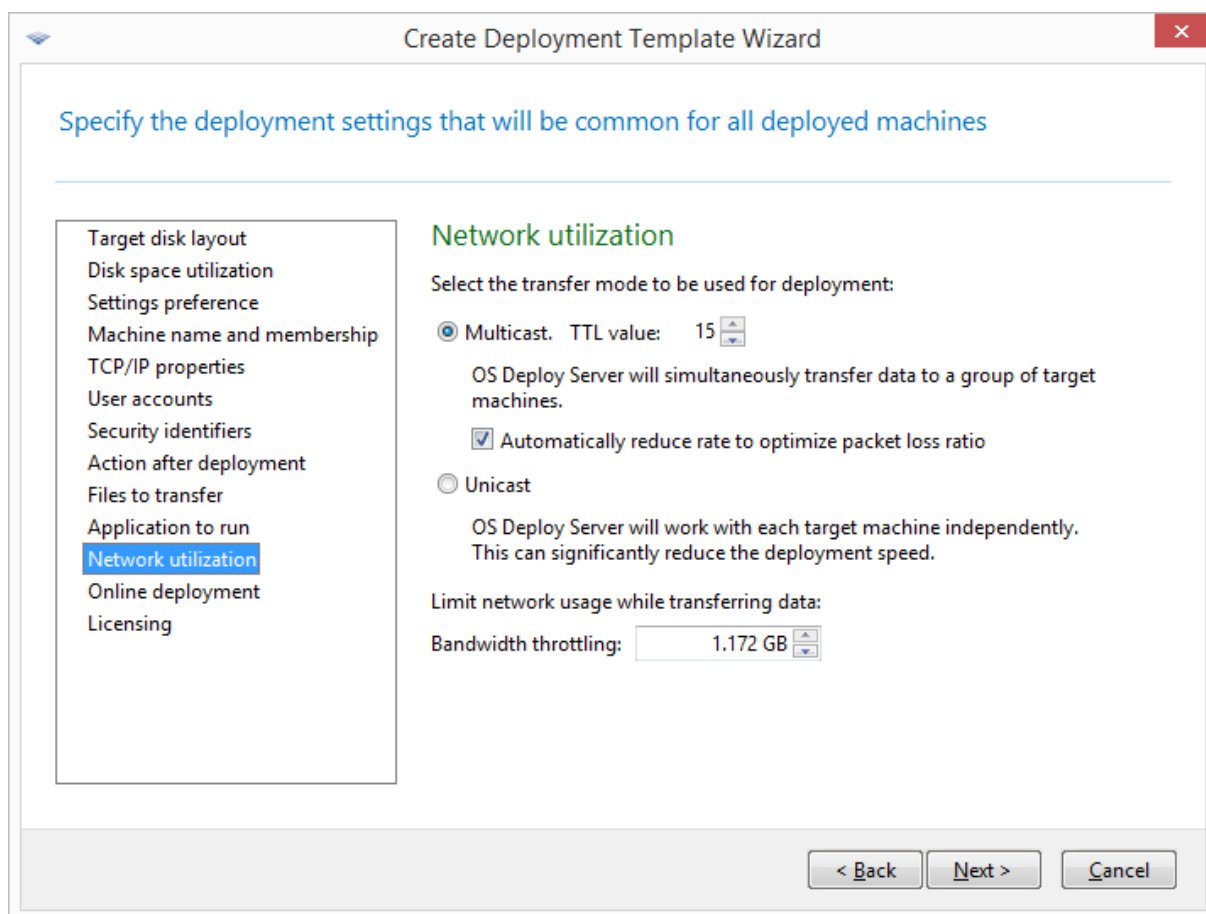 Create Deployment Template Wizard
Specify the deployment settings that will be common for all deployed machines
Target disk layout
Disk space utilization
Settings preference
Machine name and membership
TCP/IP properties
User accounts
Security identifiers
Action after deployment
Files to transfer
Application to run
Network utilization
Online deployment
Licensing
Network utilization
Select the transfer mode to be used for deployment:
Multicast. TTL value: 15
OS Deploy Server will simultaneously transfer data to a group of target
machines.
Automatically reduce rate to optimize packet loss ratio
Unicast
OS Deploy Server will work with each target machine independently.
This can significantly reduce the deployment speed.
Limit network usage while transferring data:
Bandwidth throttling: 1.172 GB
< Back Next > Cancel